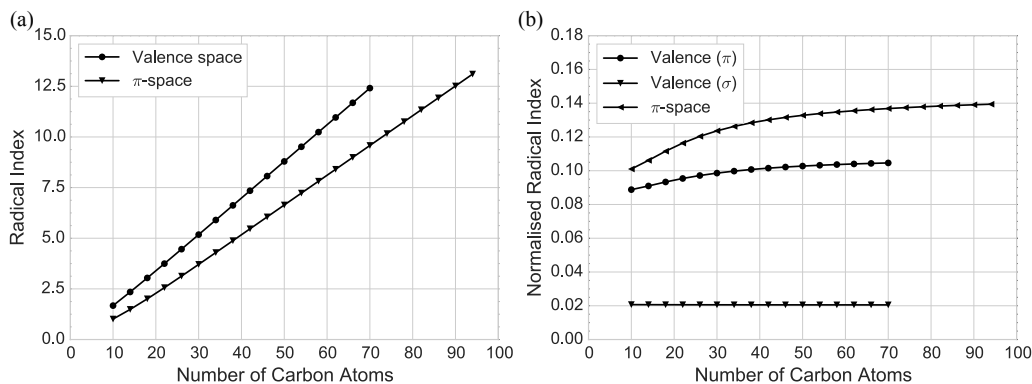 (a)
Radical Index
15.0
12.5
10.0
7.5
5.0
2.5
0.0
Valence space
π-space
0 10 20 30 40 50 60 70 80 90 100
Number of Carbon Atoms
(b)
Normalised Radical Index
0.18
0.16
0.14
0.12
0.10
0.08
0.06
0.04
0.02
0.00
Valence (π)
Valence (σ)
π-space
0 10 20 30 40 50 60 70 80 90 100
Number of Carbon Atoms